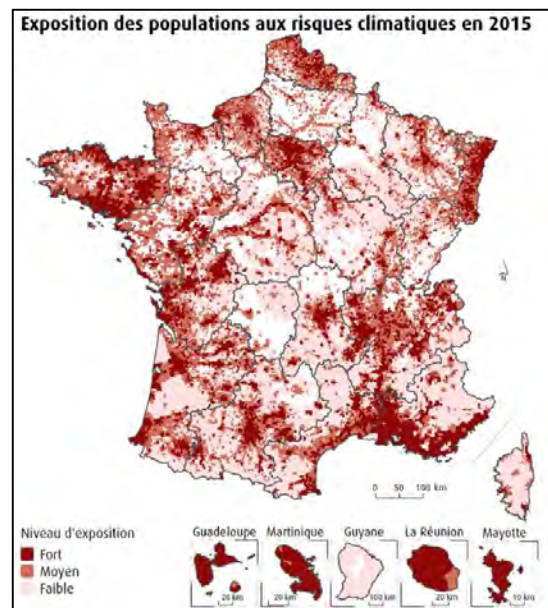 Exposition des populations aux risques climatiques en 2015
0 50 100 km
Niveau d'exposition
Fort
Moyen
Faible
Guadeloupe
20 km
Martinique
20 km
Guyane
100 km
La Réunion
20 km
Mayotte
10 km